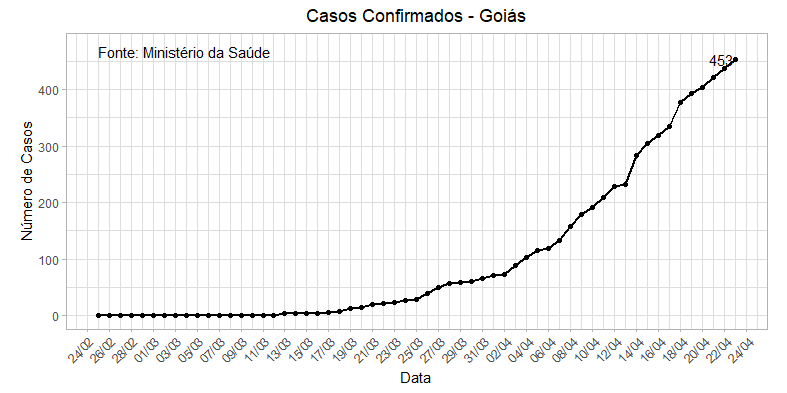 Casos Confirmados - Goiás
Fonte: Ministério da Saúde
453
Número de Casos
400
300
200
100
0
24/02 26/02 28/02 01/03 03/03 05/03 07/03 09/03 11/03 13/03 15/03 17/03 19/03 21/03 23/03 25/03 27/03 29/03 31/03 02/04 04/04 06/04 08/04 10/04 12/04 14/04 16/04 18/04 20/04 22/04 24/04
Data